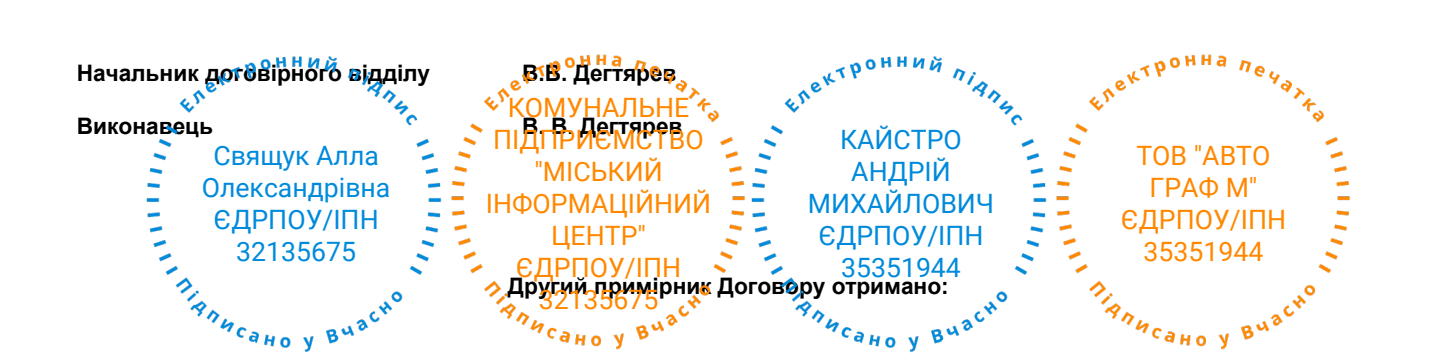 Начальник договірного відділу В.В. Дегтярев
Виконавець В. В. Дегтярев
Другий примірник Договору отримано:
Електронний підпис
Свящук Алла
Олександрівна
ЄДРПОУ/ІПН
32135675
Підписано у Вчасно
Електронна печатка
КОМУНАЛЬНЕ
ПІДПРИЄМСТВО
"МІСЬКИЙ
ІНФОРМАЦІЙНИЙ
ЦЕНТР"
ЄДРПОУ/ІПН
32135675
Підписано у Вчасно
Електронний підпис
КАЙСТРО
АНДРІЙ
МИХАЙЛОВИЧ
ЄДРПОУ/ІПН
35351944
Підписано у Вчасно
Електронна печатка
ТОВ "АВТО
ГРАФ М"
ЄДРПОУ/ІПН
35351944
Підписано у Вчасно